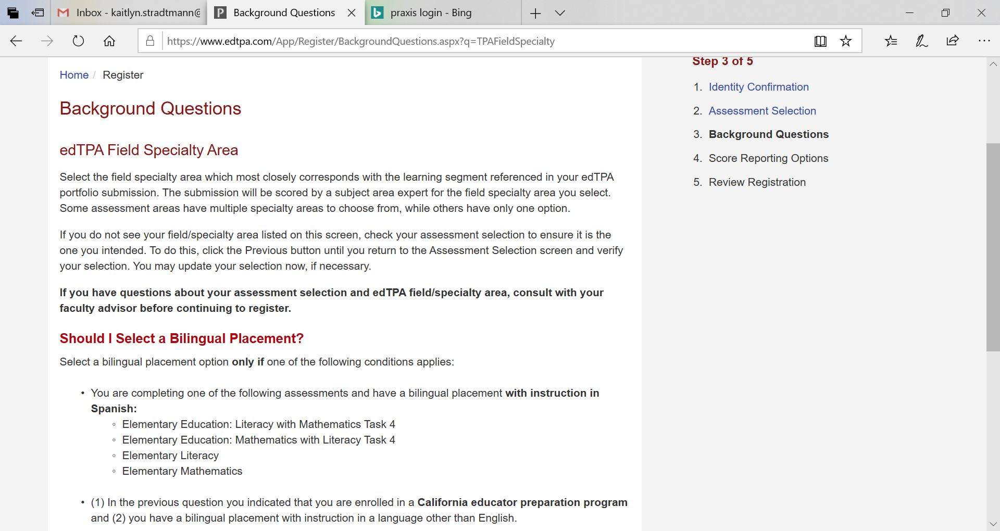 Inbox - kaitlyn.stradtmann@
Background Questions
praxis login - Bing
https://www.edtpa.com/App/Register/BackgroundQuestions.aspx?q=TPAFieldSpecialty
Home / Register
Background Questions
edTPA Field Specialty Area
Select the field specialty area which most closely corresponds with the learning segment referenced in your edTPA
portfolio submission. The submission will be scored by a subject area expert for the field specialty area you select.
Some assessment areas have multiple specialty areas to choose from, while others have only one option.
If you do not see your field/specialty area listed on this screen, check your assessment selection to ensure it is the
one you intended. To do this, click the Previous button until you return to the Assessment Selection screen and verify
your selection. You may update your selection now, if necessary.
If you have questions about your assessment selection and edTPA field/specialty area, consult with your
faculty advisor before continuing to register.
Should I Select a Bilingual Placement?
Select a bilingual placement option only if one of the following conditions applies:
• You are completing one of the following assessments and have a bilingual placement with instruction in
Spanish:
◦ Elementary Education: Literacy with Mathematics Task 4
◦ Elementary Education: Mathematics with Literacy Task 4
◦ Elementary Literacy
◦ Elementary Mathematics
• (1) In the previous question you indicated that you are enrolled in a California educator preparation program
and (2) you have a bilingual placement with instruction in a language other than English.
Step 3 of 5
1. Identity Confirmation
2. Assessment Selection
3. Background Questions
4. Score Reporting Options
5. Review Registration